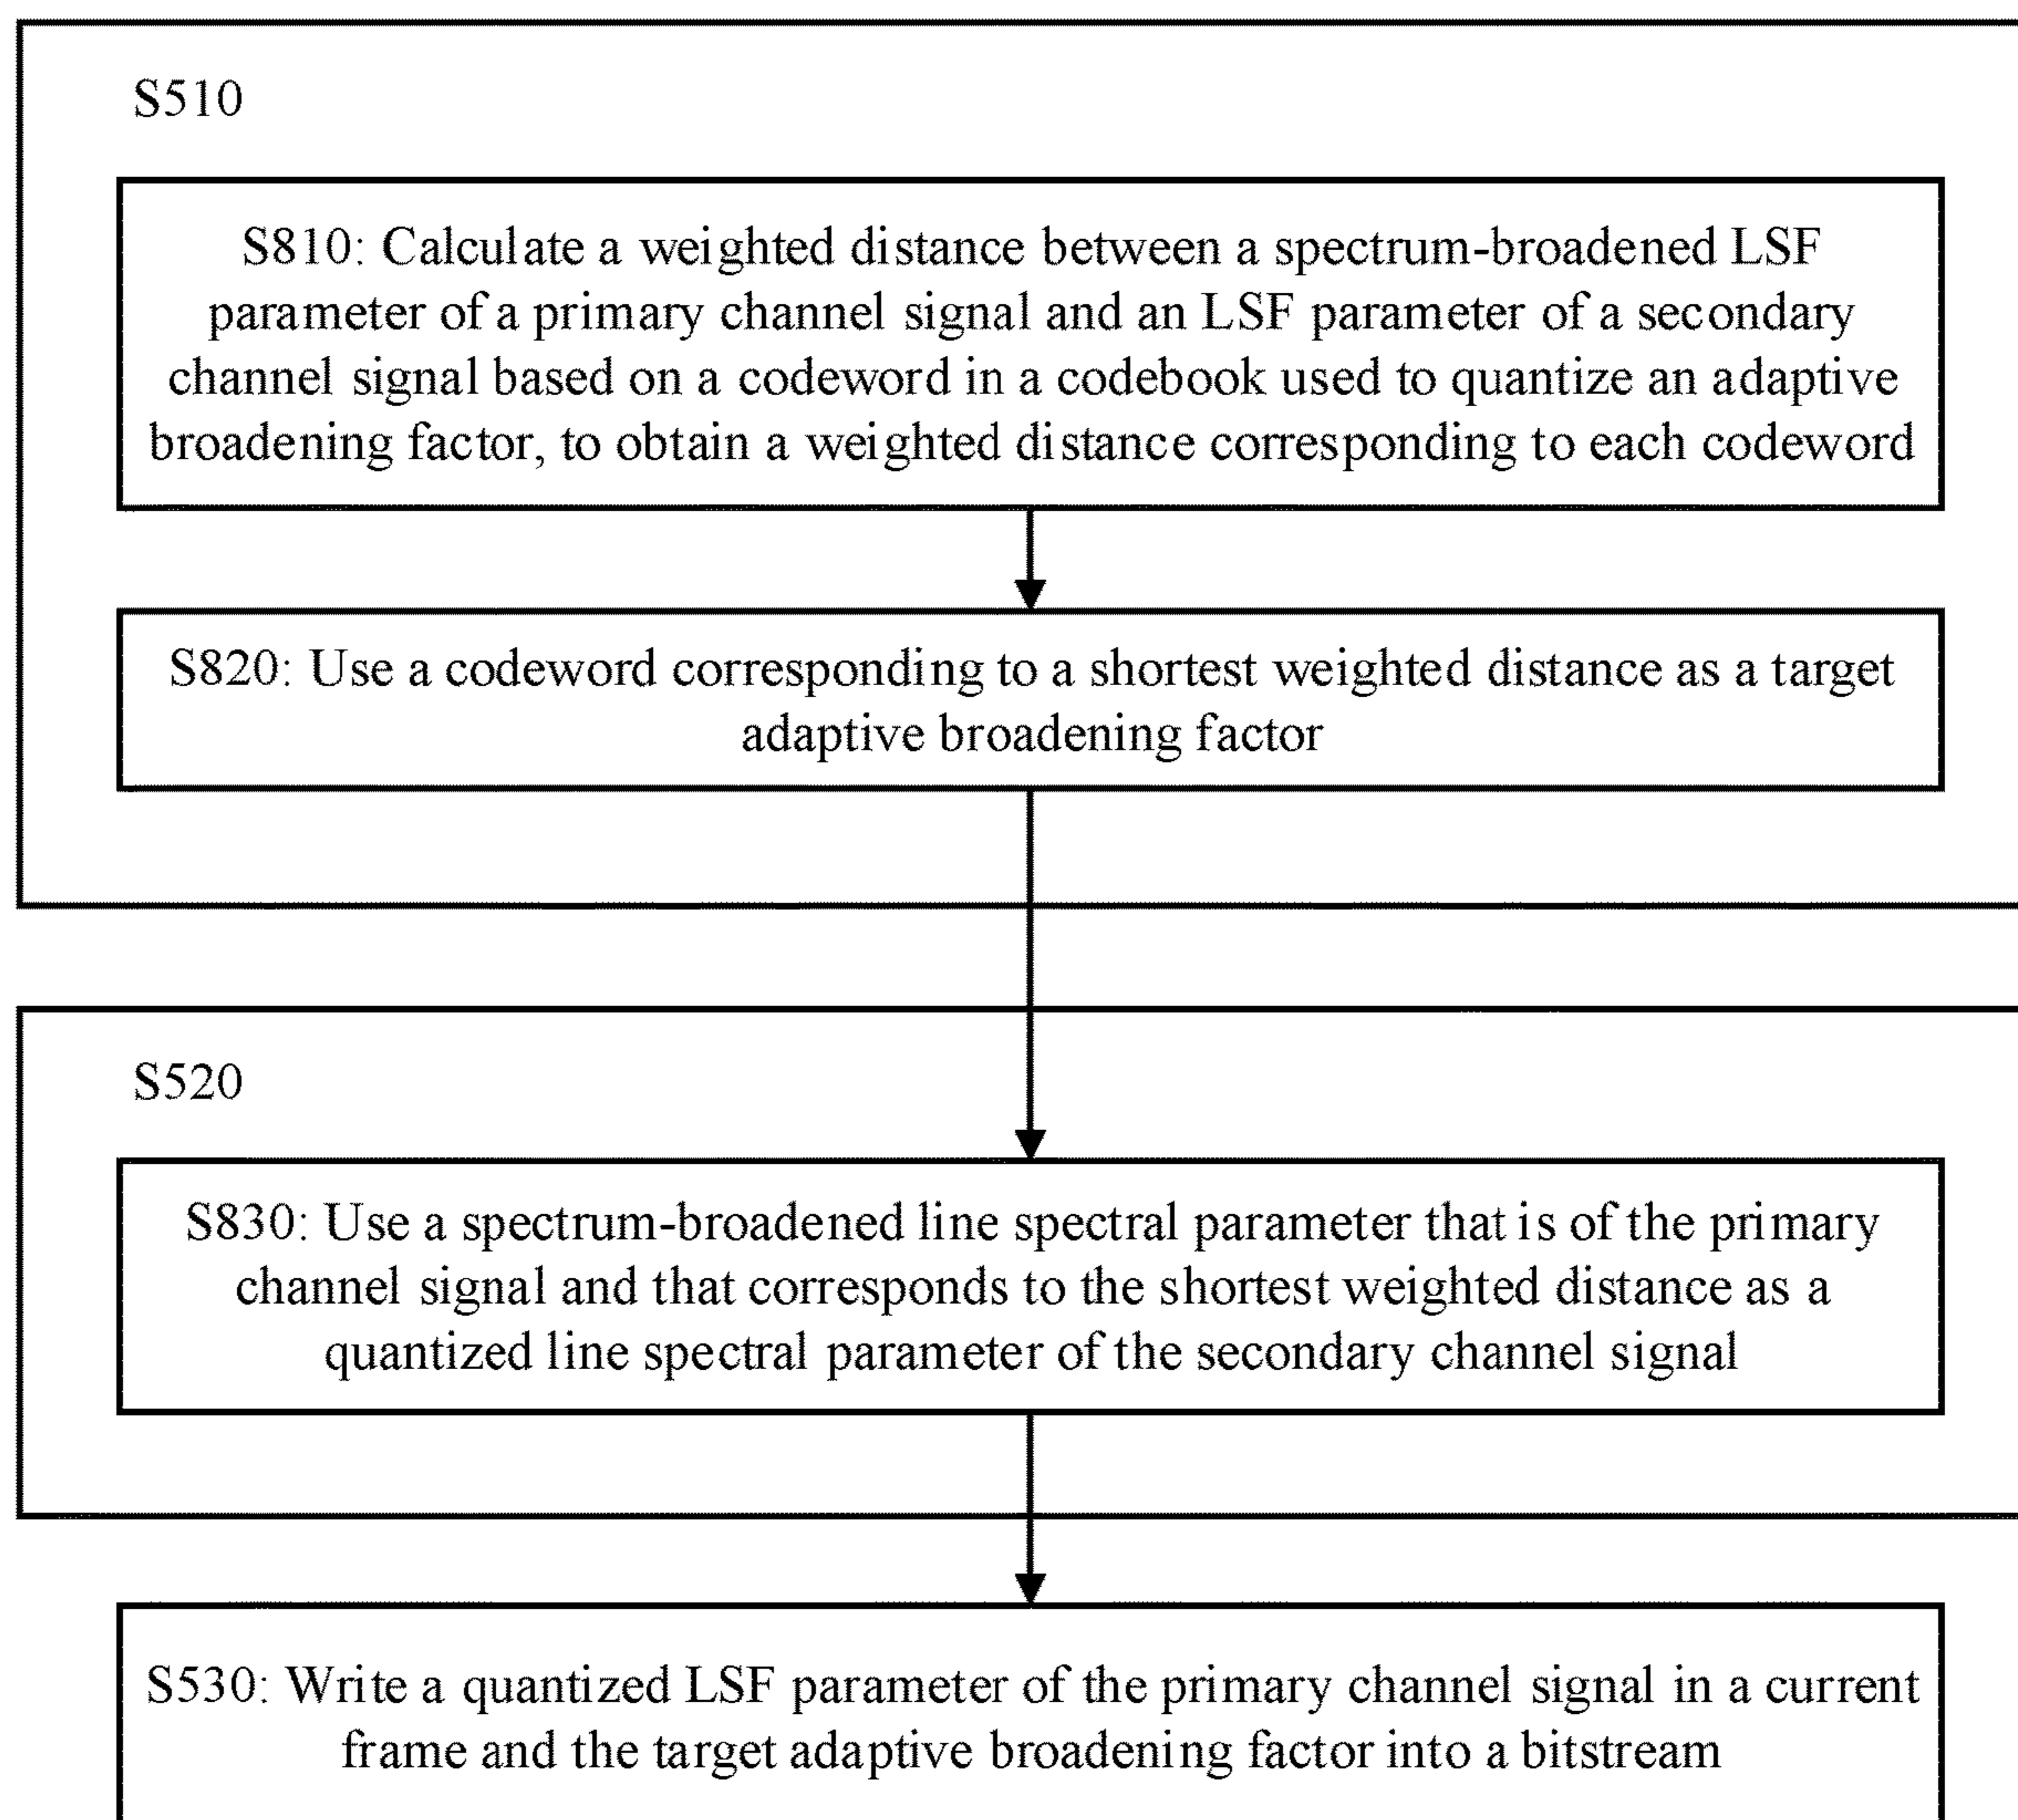 S510
S810: Calculate a weighted distance between a spectrum-broadened LSF
parameter of a primary channel signal and an LSF parameter of a secondary
channel signal based on a codeword in a codebook used to quantize an adaptive
broadening factor, to obtain a weighted distance corresponding to each codeword
S820: Use a codeword corresponding to a shortest weighted distance as a target
adaptive broadening factor
S520
S830: Use a spectrum-broadened line spectral parameter that is of the primary
channel signal and that corresponds to the shortest weighted distance as a
quantized line spectral parameter of the secondary channel signal
S530: Write a quantized LSF parameter of the primary channel signal in a current
frame and the target adaptive broadening factor into a bitstream